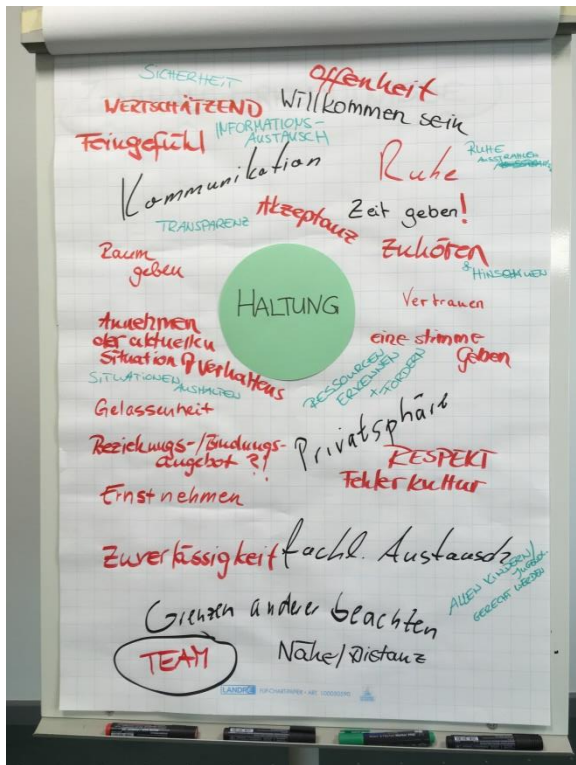 SICHERHEIT
Offenheit
WERTSCHÄTZEND
Willkommen sein
Feingefühl
INFORMATIONS-
AUSTAUSCH
Ruhe
RUHE
AUSSTRAHLEN
Kommunikation
Akzeptanz
Zeit geben!
TRANSPARENZ
Zuhören
& HINSCHAUEN
Raum
geben
HALTUNG
Vertrauen
Annehmen
der aktuellen
Situation & Verhaltens
eine stimme
geben
SITUATIONEN
AUSHALTEN
RESSOURCEN
ERKENNEN
+ FÖRDERN
Gelassenheit
Privatsphäre
Beziehungs-/Bindungs-
angebot ?!
RESPEKT
Fehlerkultur
Ernst nehmen
Zuverlässigkeit
fachl. Austausch
ALLEN KINDERN/
JUGENDL.
GERECHT WERDEN
Grenzen anderer beachten
TEAM
Nähe/Distanz
LANDRÉ